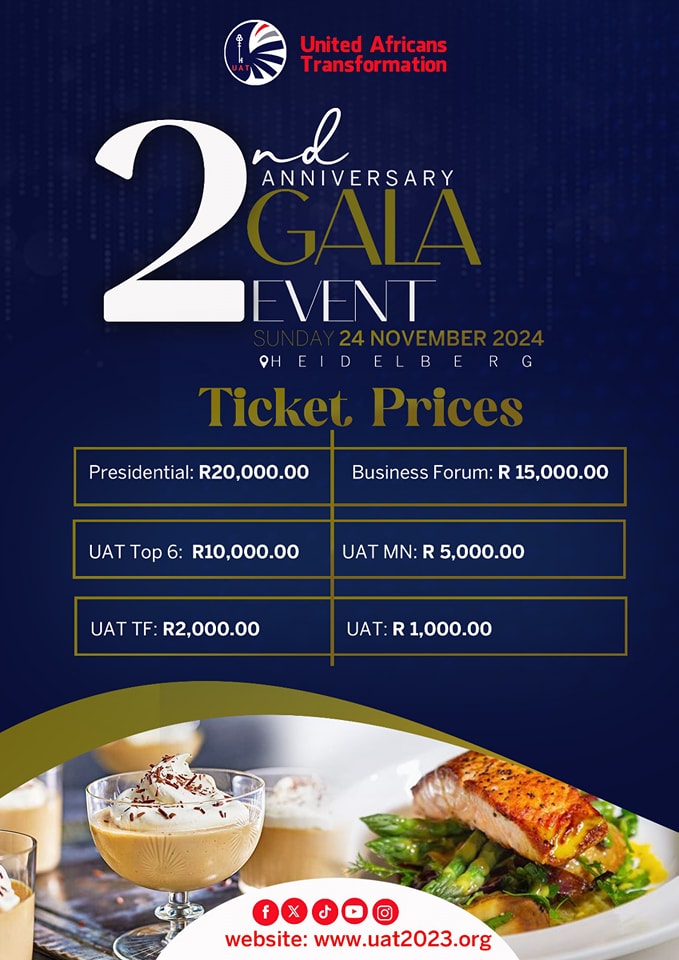 UAT
United Africans
Transformation
2nd
ANNIVERSARY
GALA
EVENT
SUNDAY 24 NOVEMBER 2024
HEIDELBERG
Ticket Prices
Presidential: R20,000.00
Business Forum: R 15,000.00
UAT Top 6: R10,000.00
UAT MN: R 5,000.00
UAT TF: R2,000.00
UAT: R 1,000.00
website: www.uat2023.org